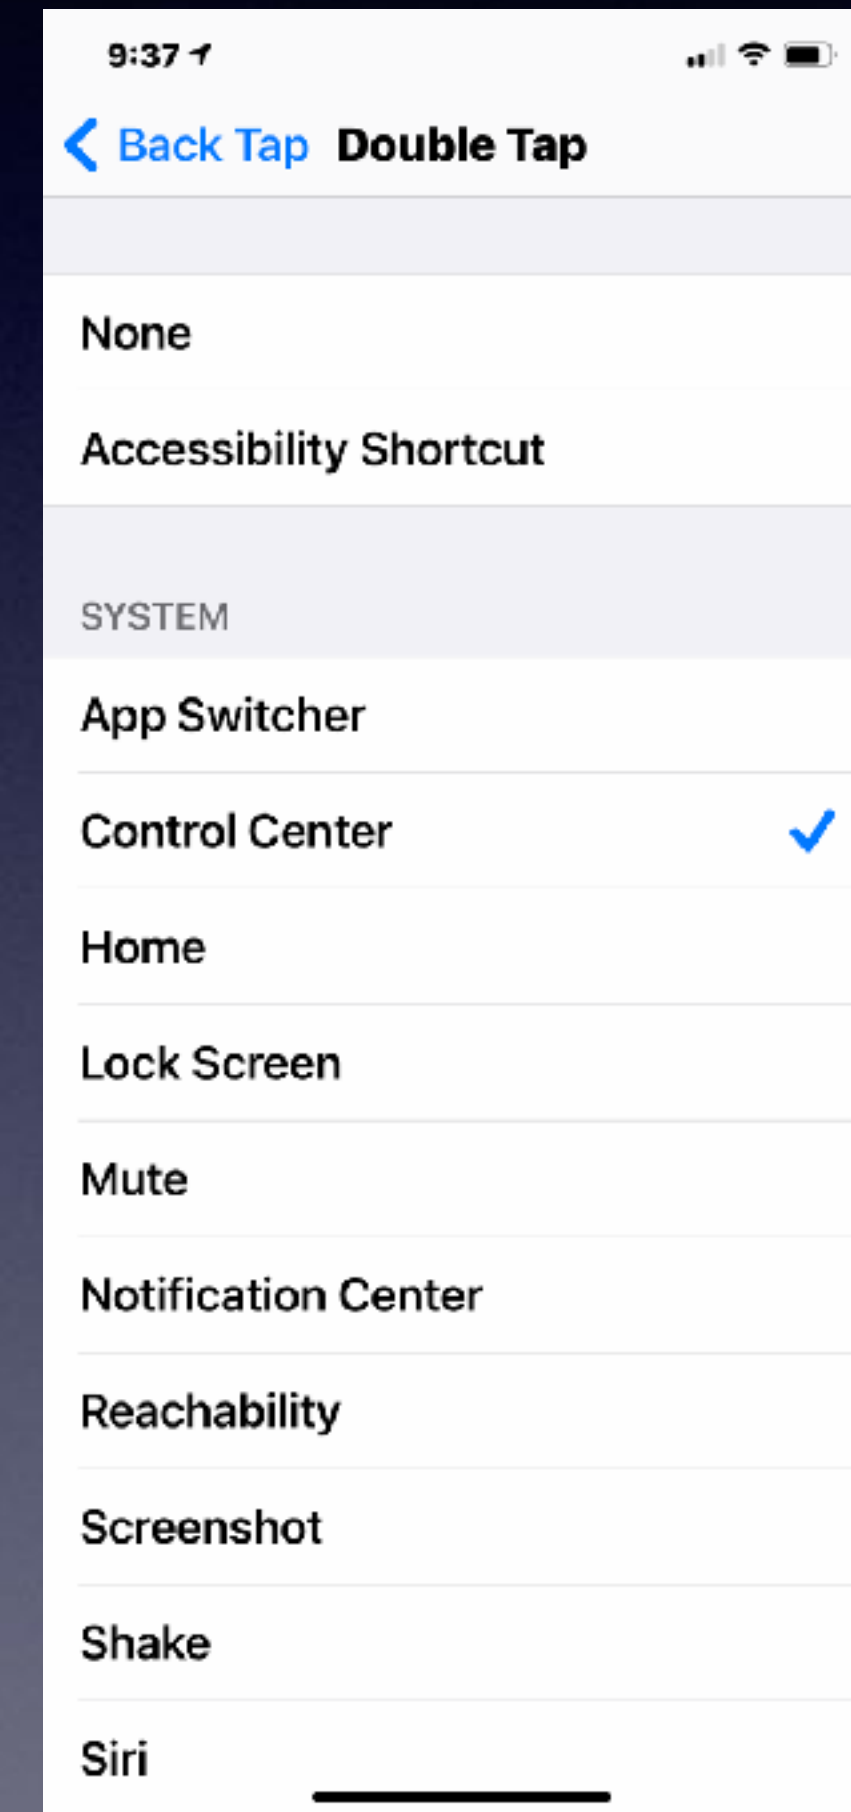 9:37
Back Tap Double Tap
None
Accessibility Shortcut
SYSTEM
App Switcher
Control Center
Home
Lock Screen
Mute
Notification Center
Reachability
Screenshot
Shake
Siri